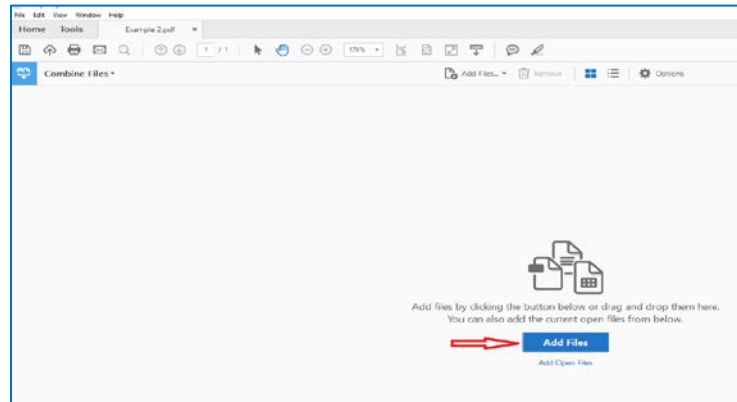 File Edit View Window Help
Home Tools Example 2.pdf ×
1 / 1 176%
Combine Files Add Files... Remove Options
Add files by clicking the button below or drag and drop them here.
You can also add the current open files from below.
Add Files
Add Open Files